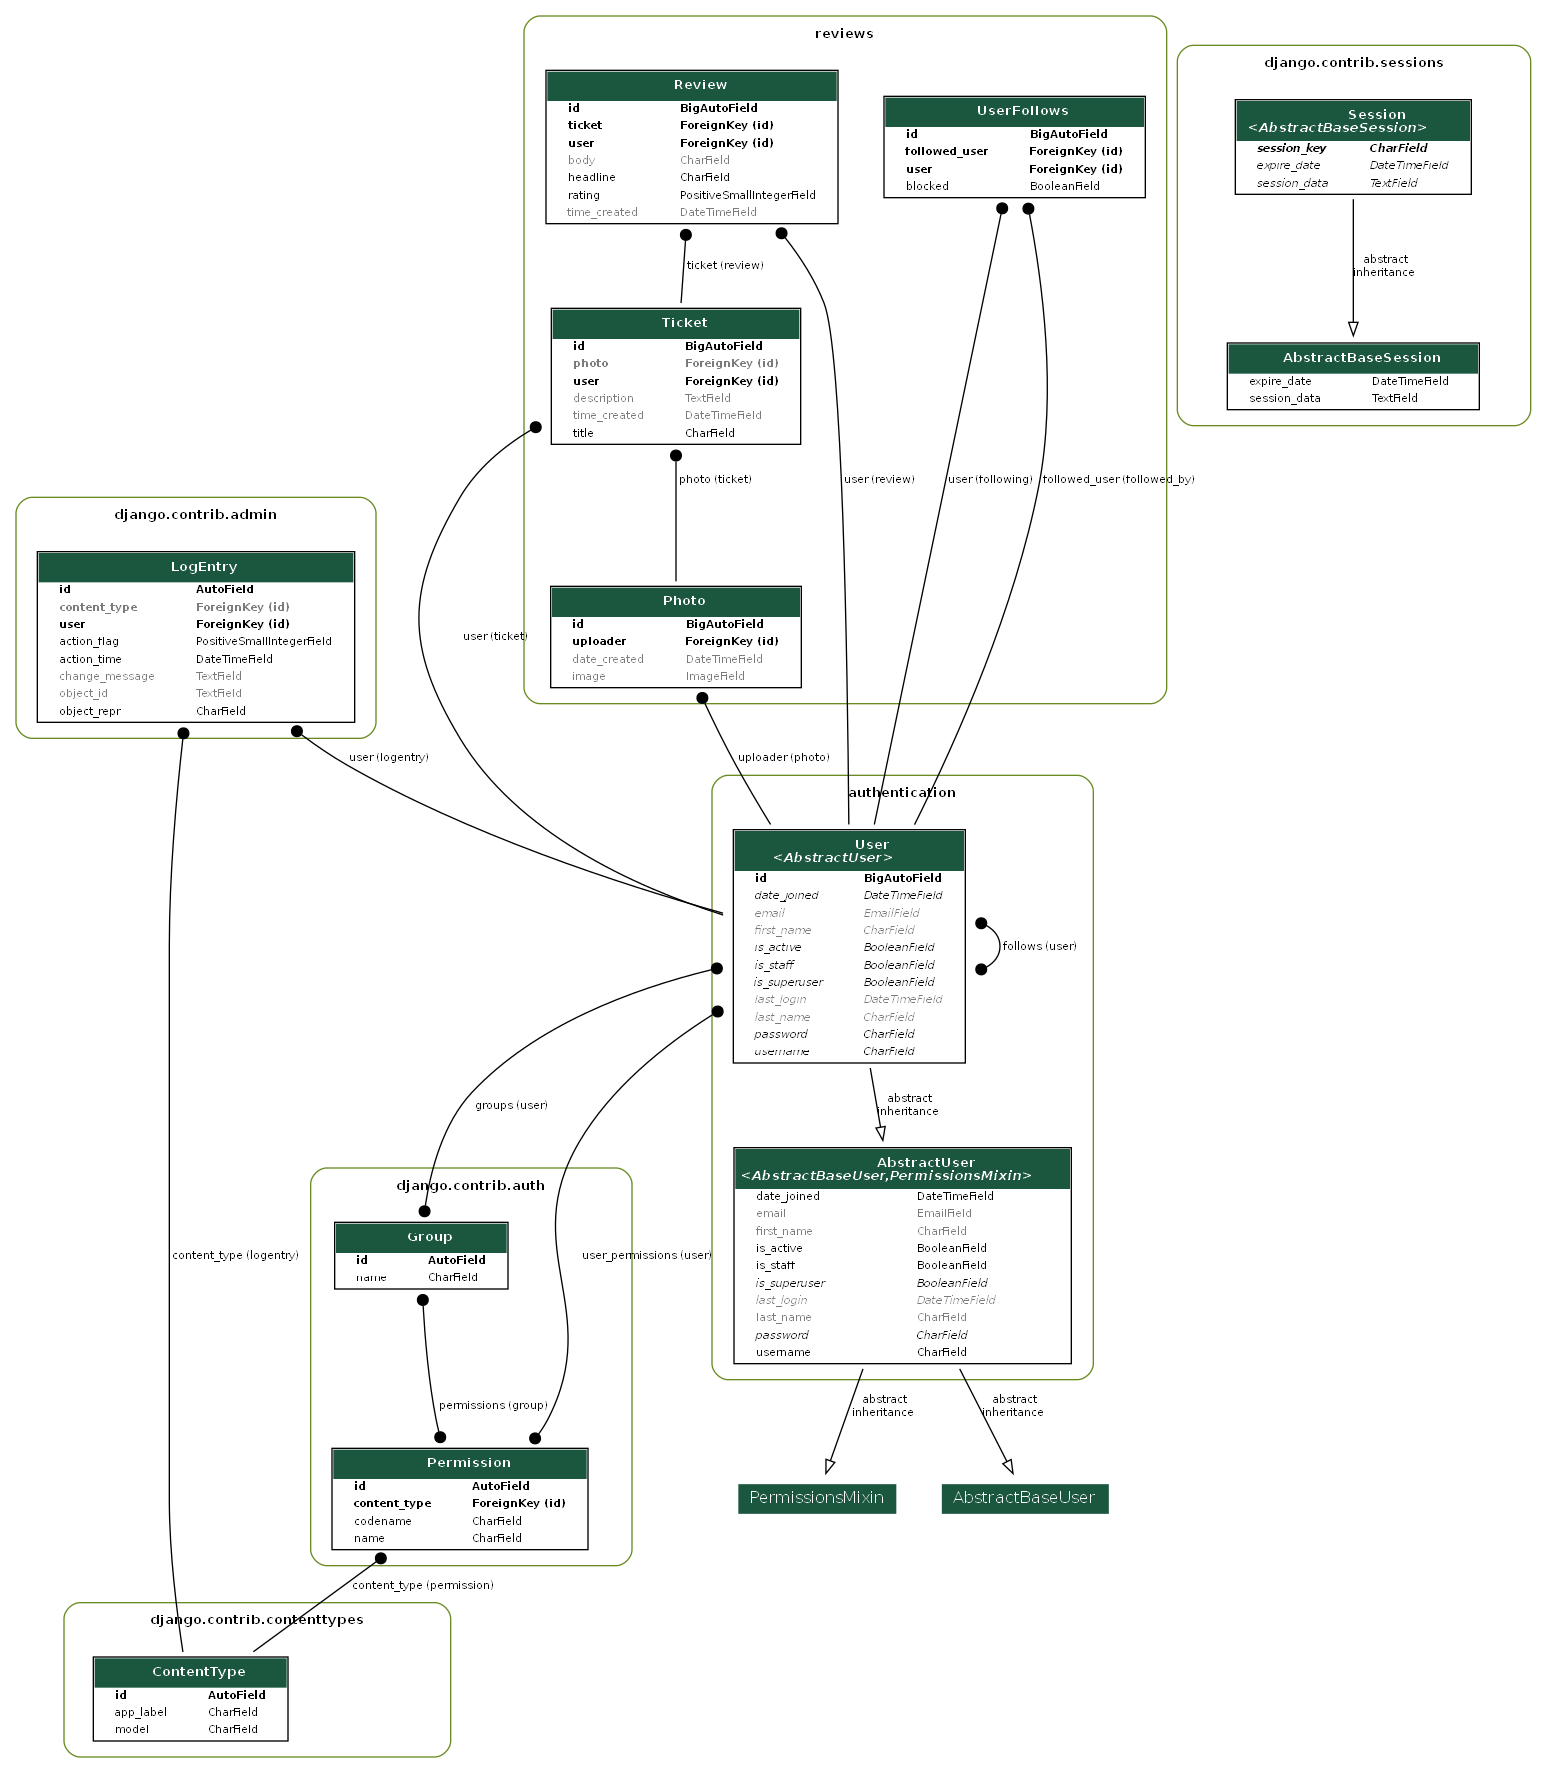 reviews
Review
id BigAutoField
ticket ForeignKey (id)
user ForeignKey (id)
body CharField
headline CharField
rating PositiveSmallIntegerField
time_created DateTimeField
UserFollows
id BigAutoField
followed_user ForeignKey (id)
user ForeignKey (id)
blocked BooleanField
django.contrib.sessions
Session
<AbstractBaseSession>
session_key CharField
expire_date DateTimeField
session_data TextField
abstract
inheritance
AbstractBaseSession
expire_date DateTimeField
session_data TextField
ticket (review)
Ticket
id BigAutoField
photo ForeignKey (id)
user ForeignKey (id)
description TextField
time_created DateTimeField
title CharField
photo (ticket)
user (review)
user (following)
followed_user (followed_by)
django.contrib.admin
LogEntry
id AutoField
content_type ForeignKey (id)
user ForeignKey (id)
action_flag PositiveSmallIntegerField
action_time DateTimeField
change_message TextField
object_id TextField
object_repr CharField
user (ticket)
Photo
id BigAutoField
uploader ForeignKey (id)
date_created DateTimeField
image ImageField
user (logentry)
uploader (photo)
authentication
User
<AbstractUser>
id BigAutoField
date_joined DateTimeField
email EmailField
first_name CharField
is_active BooleanField
is_staff BooleanField
is_superuser BooleanField
last_login DateTimeField
last_name CharField
password CharField
username CharField
follows (user)
groups (user)
abstract
inheritance
AbstractUser
<AbstractBaseUser,PermissionsMixin>
date_joined DateTimeField
email EmailField
first_name CharField
is_active BooleanField
is_staff BooleanField
is_superuser BooleanField
last_login DateTimeField
last_name CharField
password CharField
username CharField
django.contrib.auth
Group
id AutoField
name CharField
content_type (logentry)
user_permissions (user)
permissions (group)
abstract
inheritance
abstract
inheritance
Permission
id AutoField
content_type ForeignKey (id)
codename CharField
name CharField
PermissionsMixin
AbstractBaseUser
content_type (permission)
django.contrib.contenttypes
ContentType
id AutoField
app_label CharField
model CharField